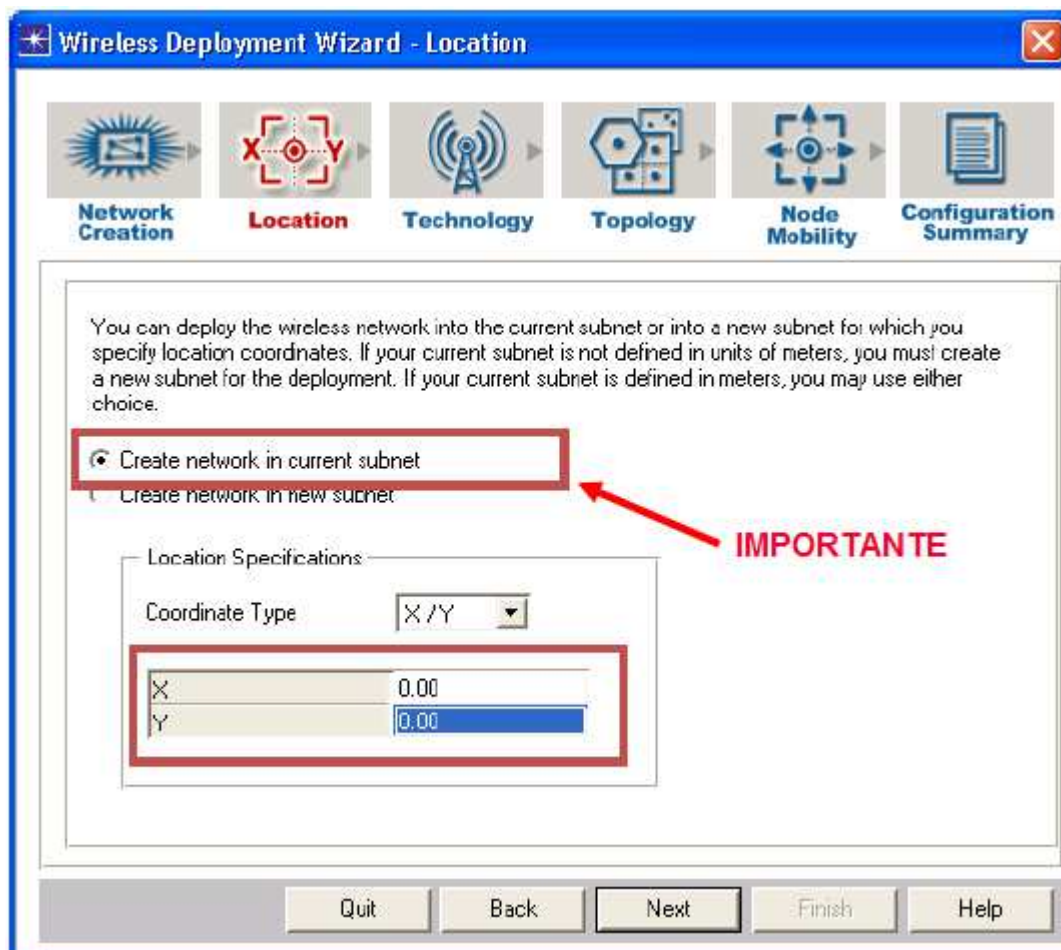 Wireless Deployment Wizard - Location
X Y
Network Creation
Location
Technology
Topology
Node Mobility
Configuration Summary
You can deploy the wireless network into the current subnet or into a new subnet for which you
specify location coordinates. If your current subnet is not defined in units of meters, you must create
a new subnet for the deployment. If your current subnet is defined in meters, you may use either
choice.
Create network in current subnet
Create network in new subnet
IMPORTANTE
Location Specifications
Coordinate Type X / Y
X 0.00
Y 0.00
Quit Back Next Finish Help